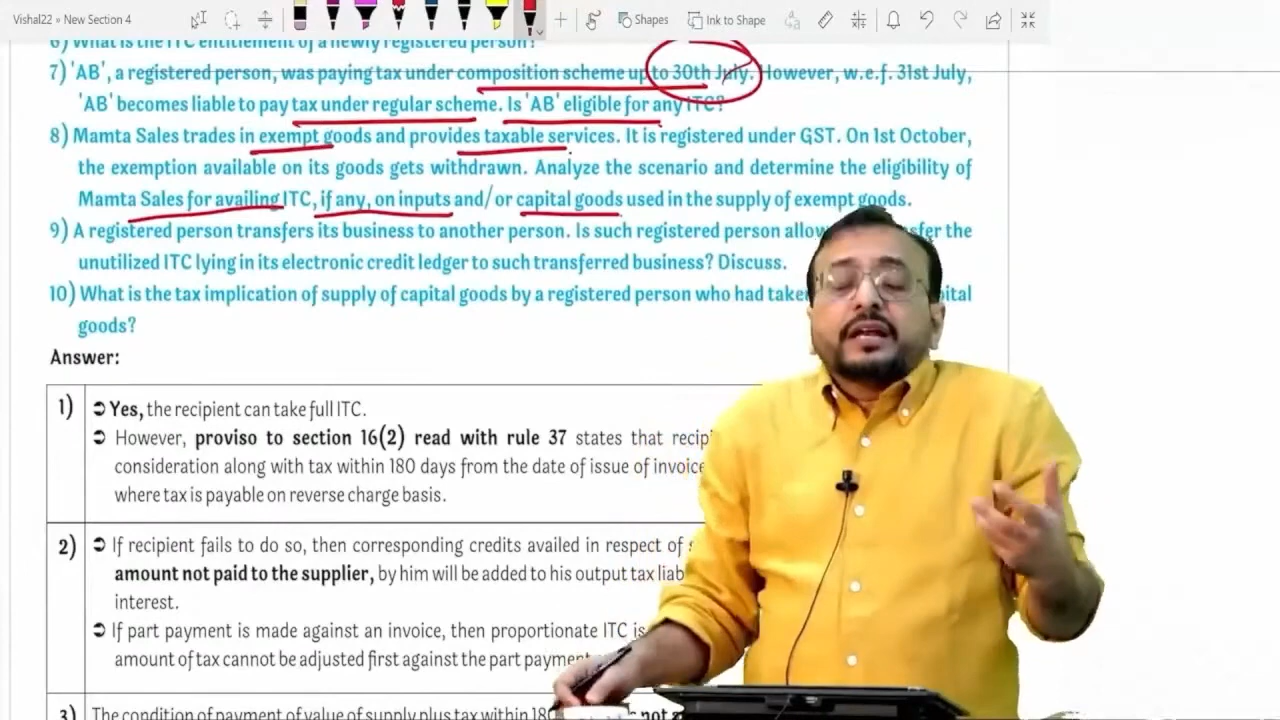 Vishal22 » New Section 4
Shapes
Ink to Shape
6) What is the ITC entitlement of a newly registered person?
7) 'AB', a registered person, was paying tax under composition scheme up to 30th July. However, w.e.f. 31st July,
'AB' becomes liable to pay tax under regular scheme. Is 'AB' eligible for any ITC?
8) Mamta Sales trades in exempt goods and provides taxable services. It is registered under GST. On 1st October,
the exemption available on its goods gets withdrawn. Analyze the scenario and determine the eligibility of
Mamta Sales for availing ITC, if any, on inputs and/or capital goods used in the supply of exempt goods.
9) A registered person transfers its business to another person. Is such registered person the
unutilized ITC lying in its electronic credit ledger to such transferred business? Discuss.
10) What is the tax implication of supply of capital goods by a registered person who had
goods?
Answer:
1) ➲ Yes, the recipient can take full ITC.
➲ However, proviso to section 16(2) read with rule 37 states that
consideration along with tax within 180 days from the date of issue of invoice
where tax is payable on reverse charge basis.
2) ➲ If recipient fails to do so, then corresponding credits availed in respect of
amount not paid to the supplier, by him will be added to his output tax
interest.
➲ If part payment is made against an invoice, then proportionate ITC is
amount of tax cannot be adjusted first against the part payment
3) The condition of payment of value of supply plus tax within not